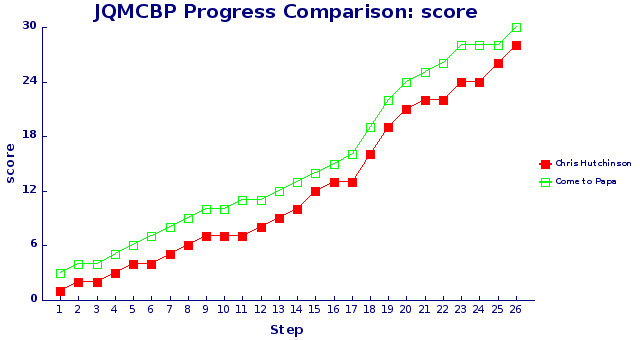 JQMCBP Progress Comparison: score
30
24
18
12
6
0
score
1 2 3 4 5 6 7 8 9 10 11 12 13 14 15 16 17 18 19 20 21 22 23 24 25 26
Step
Chris Hutchinson
Come to Papa